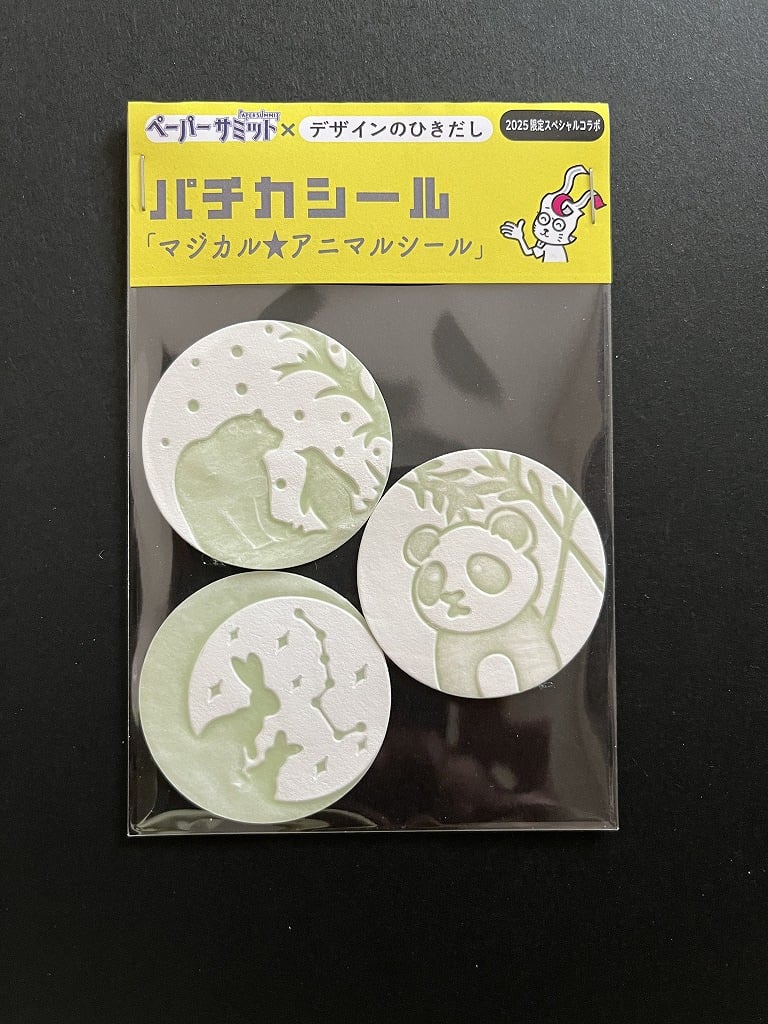 PAPERSUMMIT
ペーパーサミット×デザインのひきだし 2025限定スペシャルコラボ
パチカシール
「マジカル★アニマルシール」